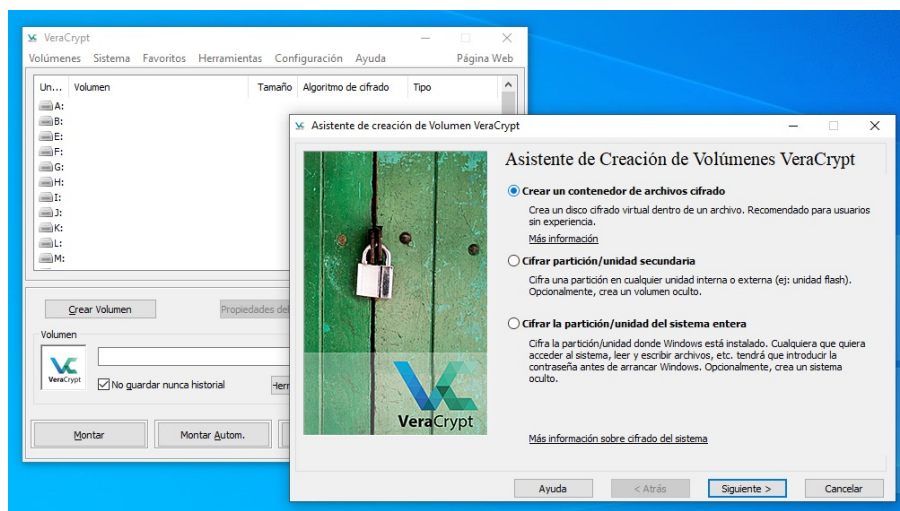 VeraCrypt
Volúmenes Sistema Favoritos Herramientas Configuración Ayuda Página Web
Un... Volumen Tamaño Algoritmo de cifrado Tipo
A:
B:
E:
F:
G:
H:
I:
J:
K:
L:
M:
Crear Volumen
Propiedades del
Volumen
VeraCrypt
No guardar nunca historial
Montar
Montar Autom.
Asistente de creación de Volumen VeraCrypt
Asistente de Creación de Volúmenes VeraCrypt
Crear un contenedor de archivos cifrado
Crea un disco cifrado virtual dentro de un archivo. Recomendado para usuarios
sin experiencia.
Más información
Cifrar partición/unidad secundaria
Cifra una partición en cualquier unidad interna o externa (ej: unidad flash).
Opcionalmente, crea un volumen oculto.
Cifrar la partición/unidad del sistema entera
Cifra la partición/unidad donde Windows está instalado. Cualquiera que quiera
acceder al sistema, leer y escribir archivos, etc. tendrá que introducir la
contraseña antes de arrancar Windows. Opcionalmente, crea un sistema
oculto.
Más información sobre cifrado del sistema
VeraCrypt
Ayuda
< Atrás
Siguiente >
Cancelar